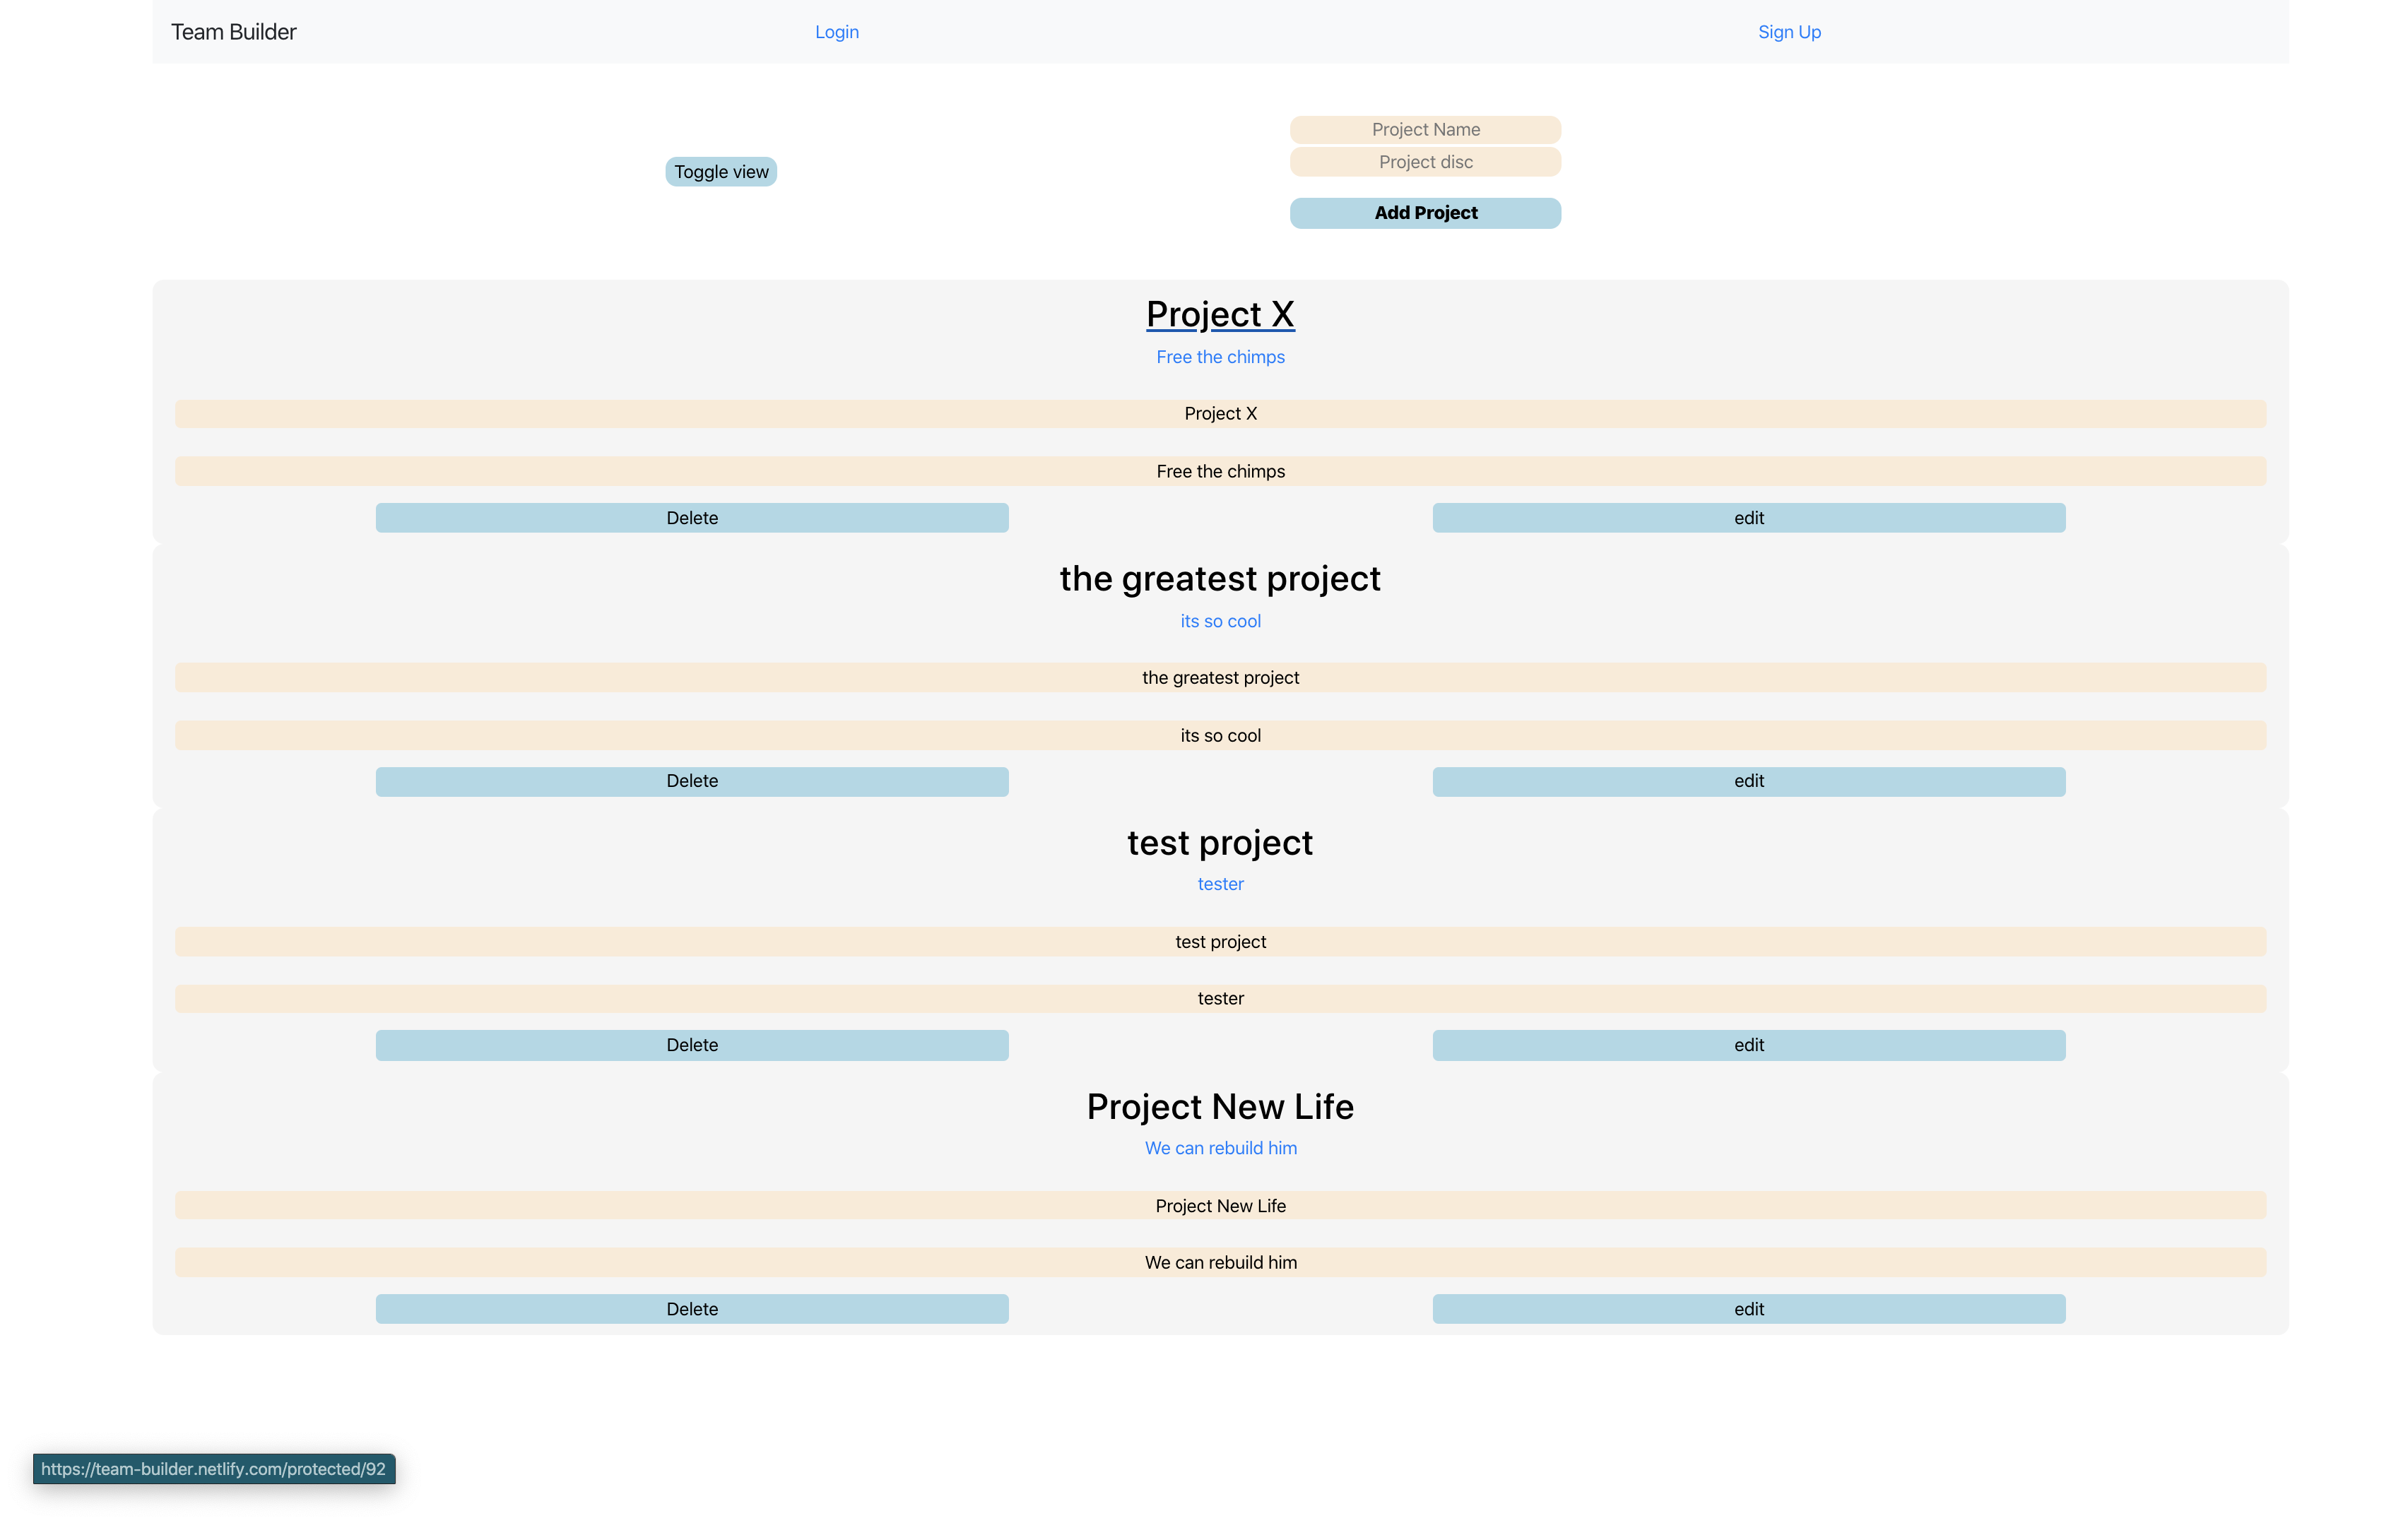 Team Builder Login Sign Up
Project Name
Project disc
Toggle view
Add Project
Project X
Free the chimps
Project X
Free the chimps
Delete edit
the greatest project
its so cool
the greatest project
its so cool
Delete edit
test project
tester
test project
tester
Delete edit
Project New Life
We can rebuild him
Project New Life
We can rebuild him
Delete edit
https://team-builder.netlify.com/protected/92